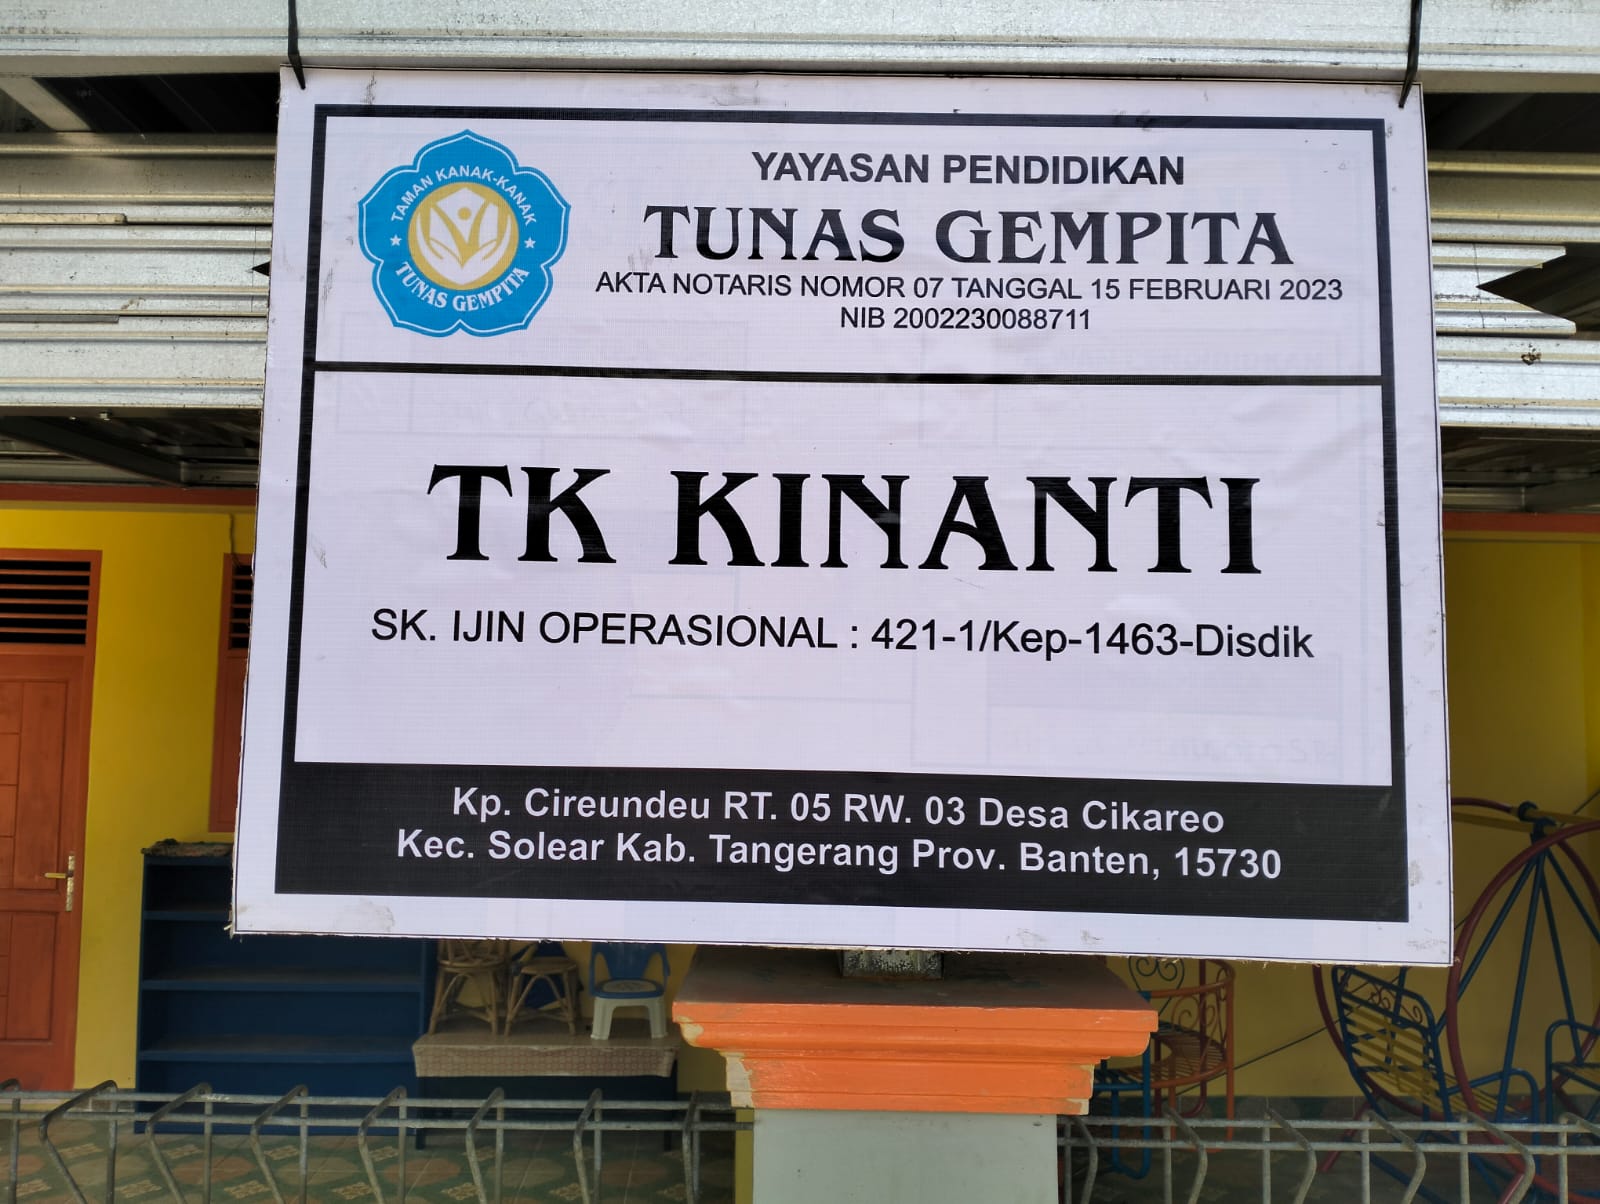 TAMAN KANAK-KANAK
TUNAS GEMPITA
YAYASAN PENDIDIKAN
TUNAS GEMPITA
AKTA NOTARIS NOMOR 07 TANGGAL 15 FEBRUARI 2023
NIB 2002230088711
TK KINANTI
SK. IJIN OPERASIONAL : 421-1/Kep-1463-Disdik
Kp. Cireundeu RT. 05 RW. 03 Desa Cikareo
Kec. Solear Kab. Tangerang Prov. Banten, 15730